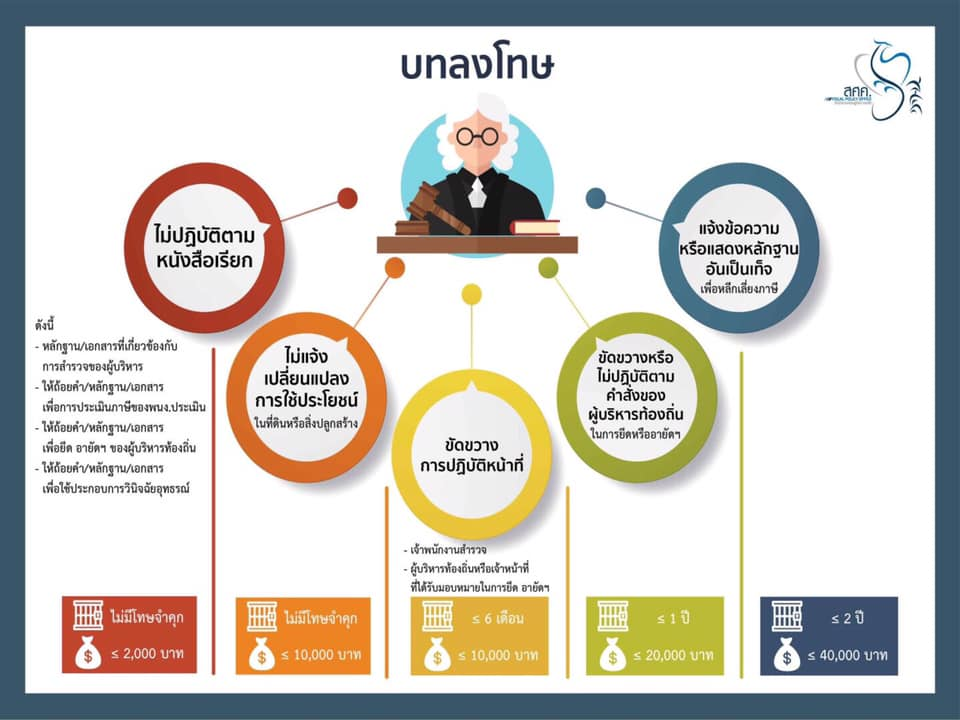 บทลงโทษ
สศค.
FISCAL POLICY OFFICE
ไม่ปฏิบัติตาม
หนังสือเรียก
ดังนี้
- หลักฐาน/เอกสารที่เกี่ยวข้องกับ
การสำรวจของผู้บริหาร
- ให้ถ้อยคำ/หลักฐาน/เอกสาร
เพื่อการประเมินภาษีของพนง.ประเมิน
- ให้ถ้อยคำ/หลักฐาน/เอกสาร
เพื่อยึด อายัดฯ ของผู้บริหารท้องถิ่น
- ให้ถ้อยคำ/หลักฐาน/เอกสาร
เพื่อใช้ประกอบการวินิจฉัยอุทธรณ์
ไม่มีโทษจำคุก
$ ≤ 2,000 บาท
ไม่แจ้ง
เปลี่ยนแปลง
การใช้ประโยชน์
ในที่ดินหรือสิ่งปลูกสร้าง
ไม่มีโทษจำคุก
$ ≤ 10,000 บาท
ขัดขวาง
การปฏิบัติหน้าที่
- เจ้าพนักงานสำรวจ
- ผู้บริหารท้องถิ่นหรือเจ้าหน้าที่
ที่ได้รับมอบหมายในการยึด อายัดฯ
≤ 6 เดือน
$ ≤ 10,000 บาท
ขัดขวางหรือ
ไม่ปฏิบัติตาม
คำสั่งของ
ผู้บริหารท้องถิ่น
ในการยึดหรืออายัดฯ
≤ 1 ปี
$ ≤ 20,000 บาท
แจ้งข้อความ
หรือแสดงหลักฐาน
อันเป็นเท็จ
เพื่อหลีกเลี่ยงภาษี
≤ 2 ปี
$ ≤ 40,000 บาท